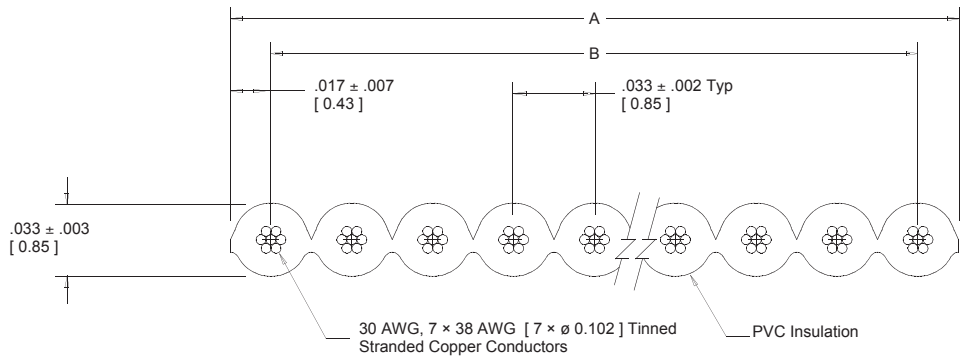 A
B
.017 ± .007
[ 0.43 ]
.033 ± .002 Typ
[ 0.85 ]
.033 ± .003
[ 0.85 ]
30 AWG, 7 × 38 AWG [ 7 × ø 0.102 ] Tinned
Stranded Copper Conductors
PVC Insulation